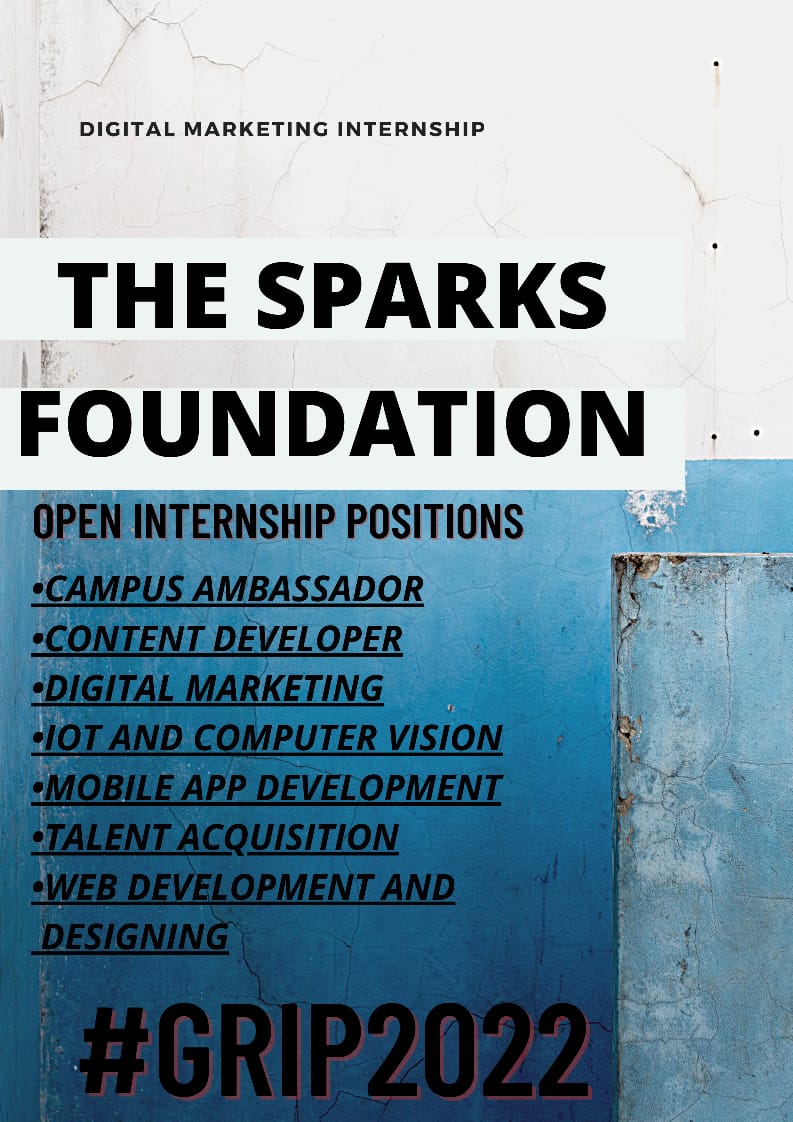 DIGITAL MARKETING INTERNSHIP
THE SPARKS
FOUNDATION
OPEN INTERNSHIP POSITIONS
•CAMPUS AMBASSADOR
•CONTENT DEVELOPER
•DIGITAL MARKETING
•IOT AND COMPUTER VISION
•MOBILE APP DEVELOPMENT
•TALENT ACQUISITION
•WEB DEVELOPMENT AND
DESIGNING
#GRIP2022